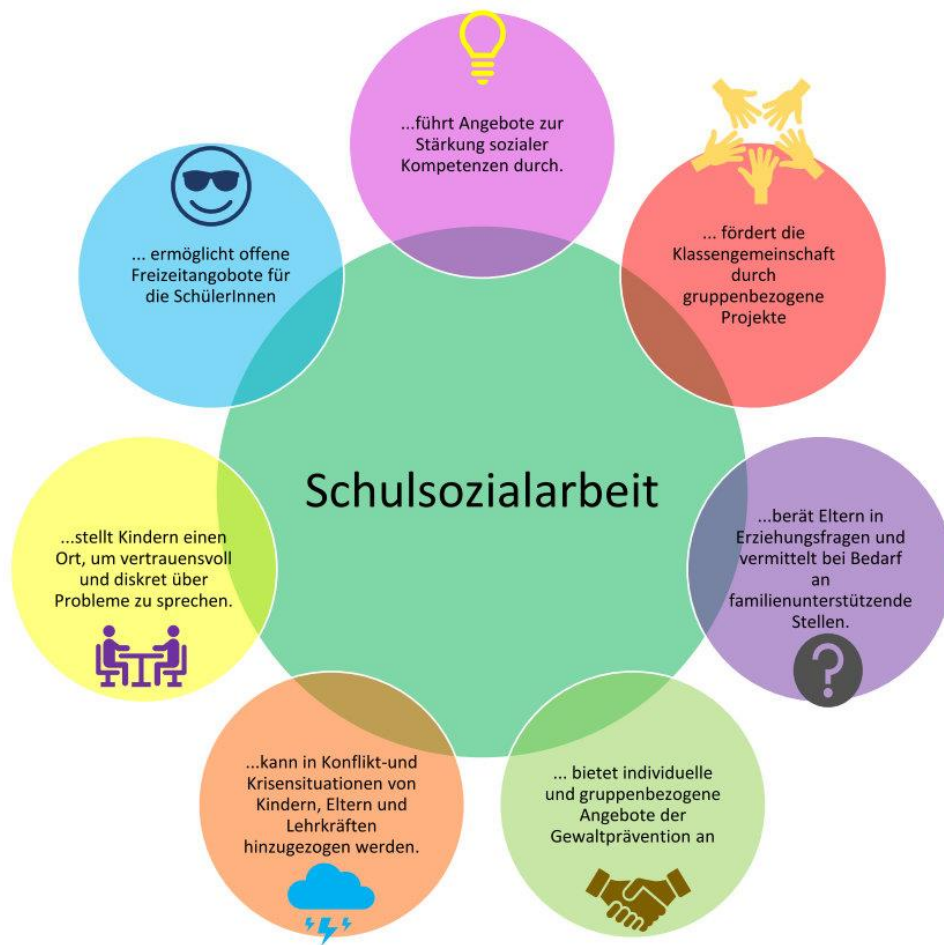 ...führt Angebote zur
Stärkung sozialer
Kompetenzen durch.
... fördert die
Klassengemeinschaft
durch
gruppenbezogene
Projekte
...berät Eltern in
Erziehungsfragen und
vermittelt bei Bedarf
an
familienunterstützende
Stellen.
... bietet individuelle
und gruppenbezogene
Angebote der
Gewaltprävention an
...kann in Konflikt-und
Krisensituationen von
Kindern, Eltern und
Lehrkräften
hinzugezogen werden.
...stellt Kindern einen
Ort, um vertrauensvoll
und diskret über
Probleme zu sprechen.
... ermöglicht offene
Freizeitangobote für
die SchülerInnen
Schulsozialarbeit